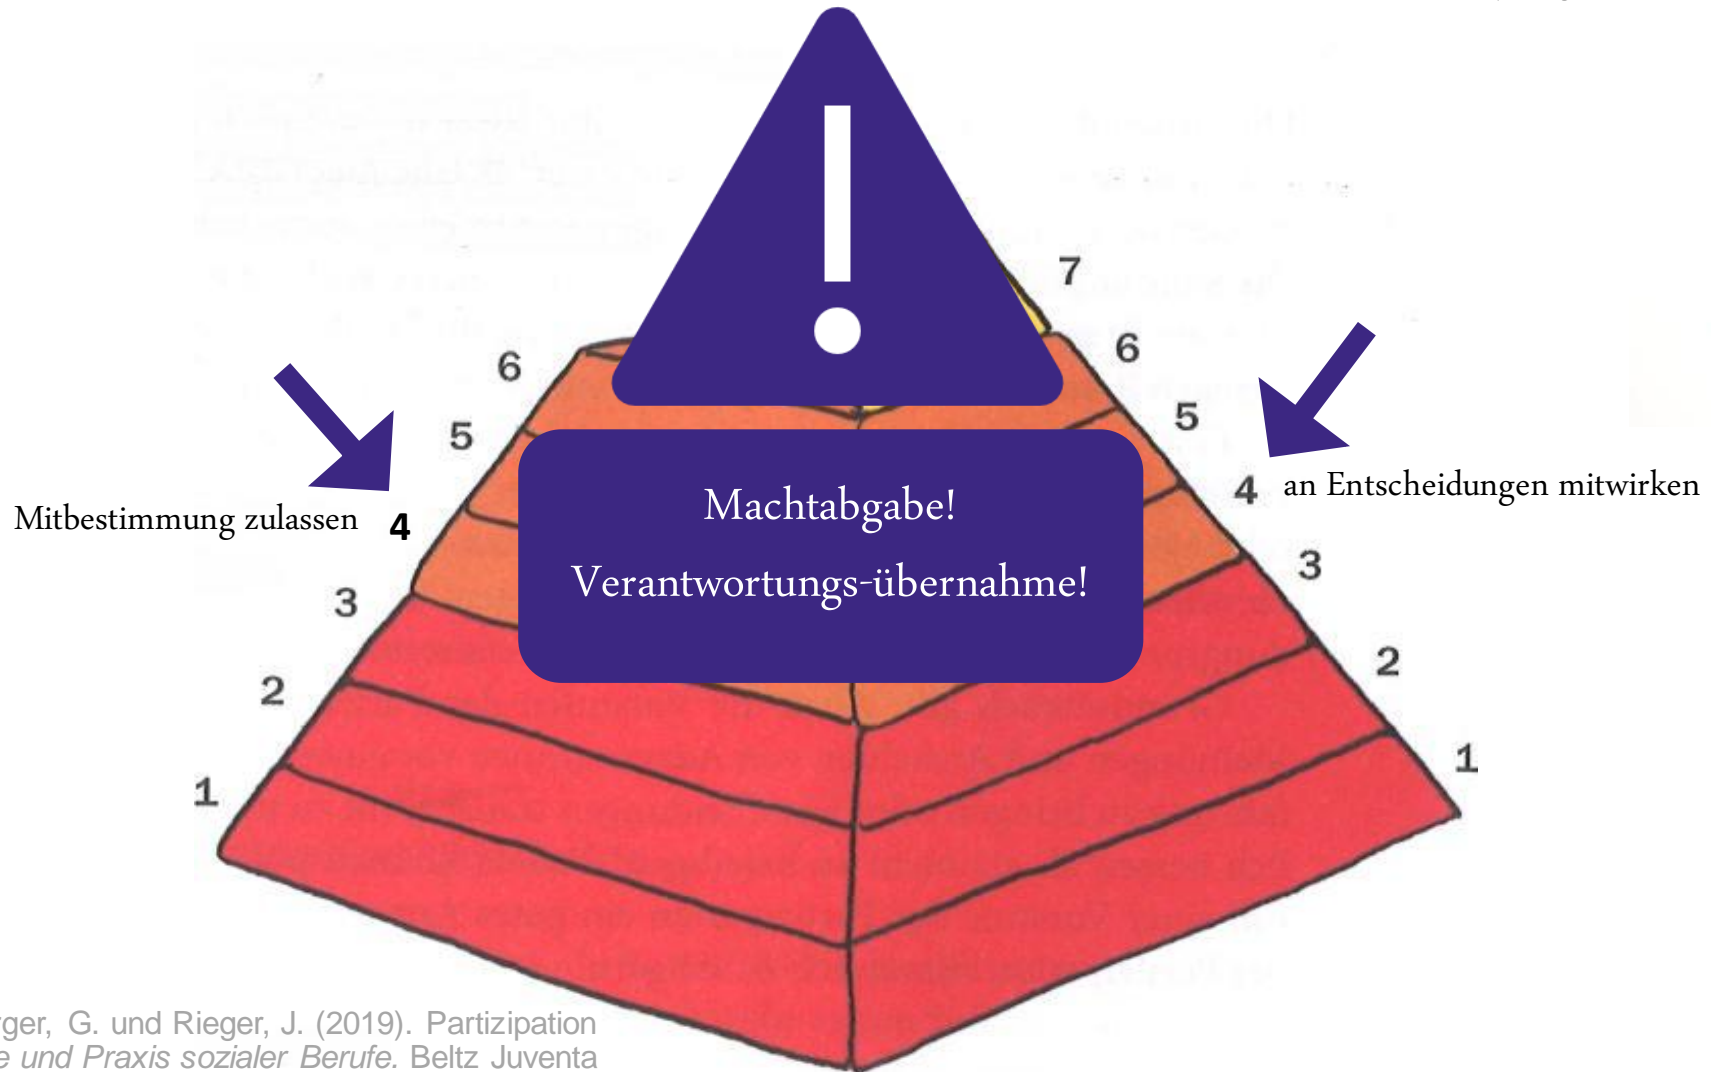 7
6
6
5
5
4
an Entscheidungen mitwirken
Mitbestimmung zulassen
4
Machtabgabe!
Verantwortungs-übernahme!
3
3
2
2
1
1
G. und Rieger, J. (2019). Partizipation
und Praxis sozialer Berufe. Beltz Juventa